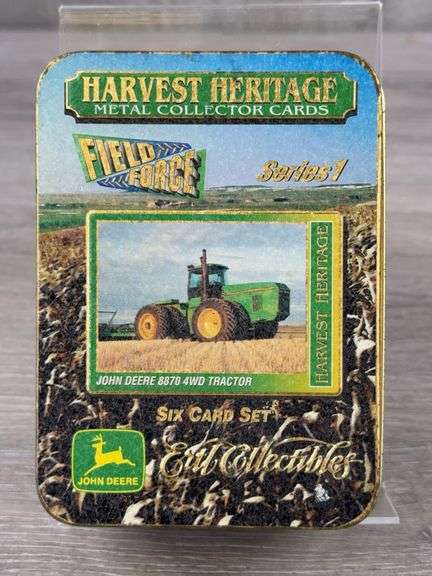 HARVEST HERITAGE
METAL COLLECTOR CARDS
FIELD
FORCE
Series 1
HARVEST HERITAGE
JOHN DEERE 8870 4WD TRACTOR
SIX CARD SET
JOHN DEERE
Ertl Collectibles